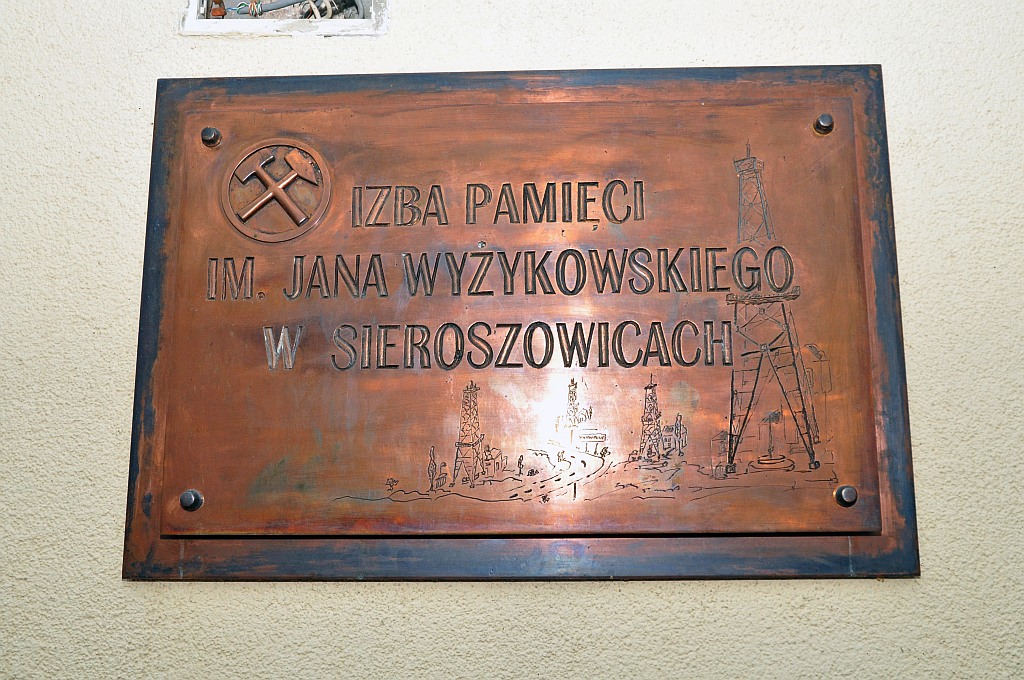 IZBA PAMIĘCI
IM. JANA WYŻYKOWSKIEGO
W SIEROSZOWICACH